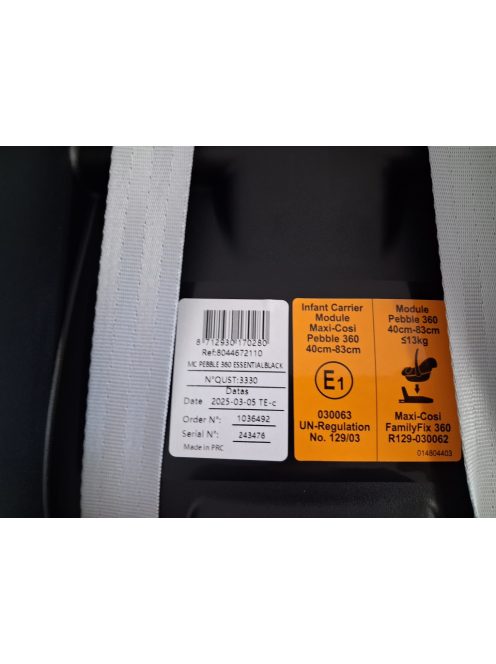 8 712930 170280
Ref:8044672110
MC PEBBLE 360 ESSENTIALBLACK
N°QUST:3330
Datas
Date 2025-03-05 TE-c
Order N°: 1036492
Serial N°: 243476
Made in PRC
Infant Carrier
Module
Maxi-Cosi
Pebble 360
40cm-83cm
E1
030063
UN-Regulation
No. 129/03
Module
Pebble 360
40cm-83cm
≤13kg
Maxi-Cosi
FamilyFix 360
R129-030062
014804403